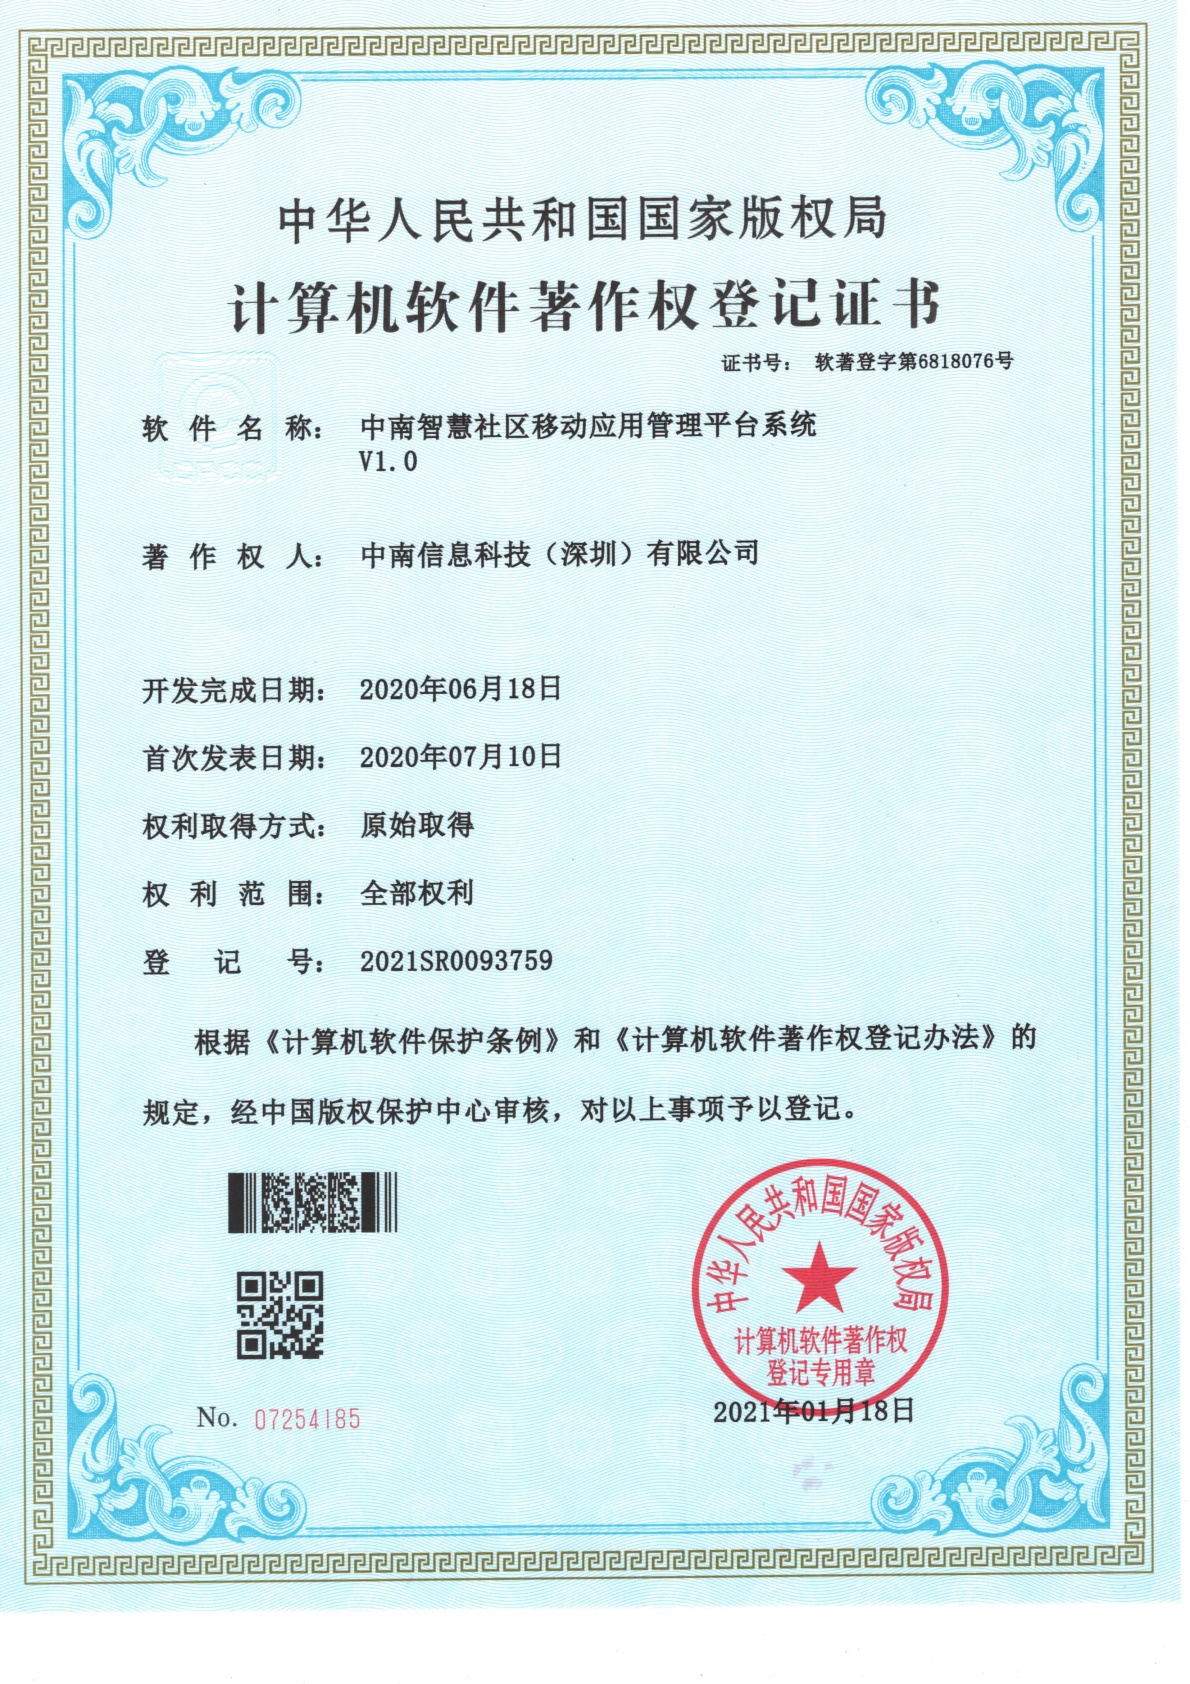 中华人民共和国国家版权局
计算机软件著作权登记证书
证书号： 软著登字第6818076号
软件名称： 中南智慧社区移动应用管理平台系统
V1.0
著作权人： 中南信息科技（深圳）有限公司
开发完成日期： 2020年06月18日
首次发表日期： 2020年07月10日
权利取得方式： 原始取得
权利范围： 全部权利
登记号： 2021SR0093759
根据《计算机软件保护条例》和《计算机软件著作权登记办法》的
规定，经中国版权保护中心审核，对以上事项予以登记。
中华人民共和国国家版权局
计算机软件著作权
登记专用章
No. 07254185
2021年01月18日